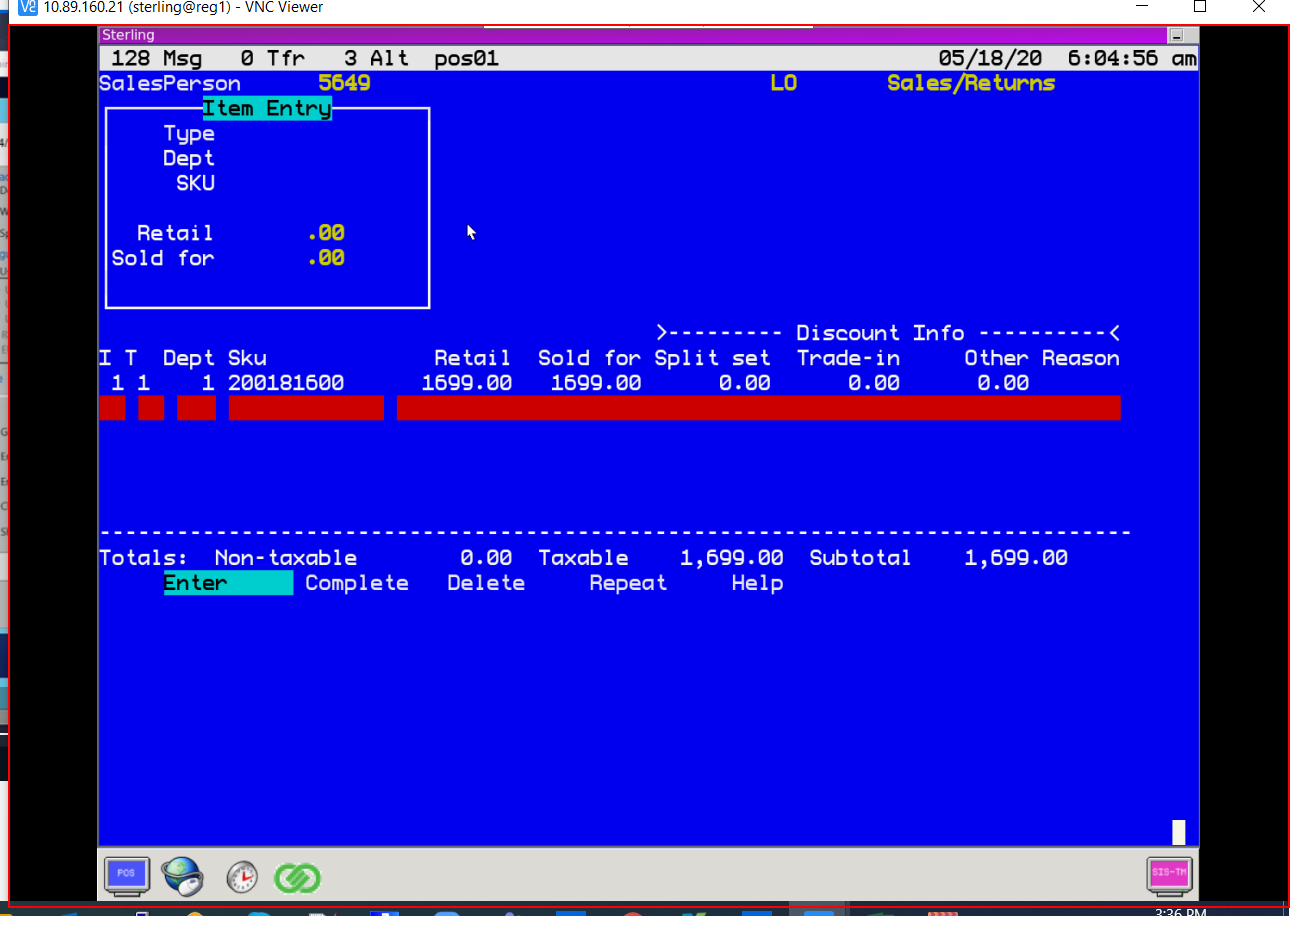 10.89.160.21 (sterling@reg1) - VNC Viewer
Sterling
128 Msg 0 Tfr 3 Alt pos01 05/18/20 6:04:56 am
SalesPerson 5649 LO Sales/Returns
Item Entry
Type
Dept
SKU
Retail .00
Sold for .00
>--------- Discount Info ----------<
I T Dept Sku Retail Sold for Split set Trade-in Other Reason
1 1 1 200181600 1699.00 1699.00 0.00 0.00 0.00
--------------------------------------------------------------------------------
Totals: Non-taxable 0.00 Taxable 1,699.00 Subtotal 1,699.00
Enter Complete Delete Repeat Help
POS SIS-TM
3:36 PM